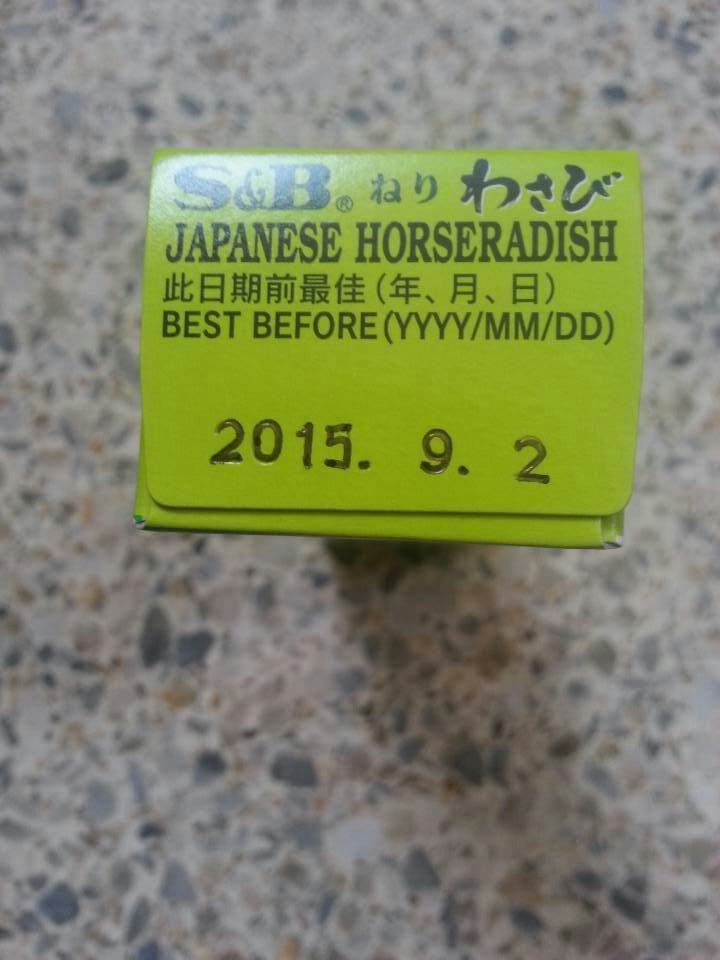 S&B® ねり わさび
JAPANESE HORSERADISH
此日期前最佳(年、月、日)
BEST BEFORE(YYYY/MM/DD)
2015. 9. 2